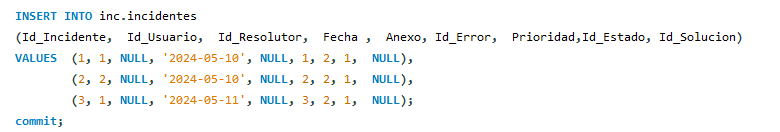 INSERT INTO inc.incidentes
(Id_Incidente,  Id_Usuario,  Id_Resolutor,  Fecha ,  Anexo, Id_Error,  Prioridad,Id_Estado, Id_Solucion)
VALUES  (1, 1, NULL, '2024-05-10', NULL, 1, 2, 1,  NULL),
(2, 2, NULL, '2024-05-10', NULL, 2, 2, 1,  NULL),
(3, 1, NULL, '2024-05-11', NULL, 3, 2, 1,  NULL);
commit;